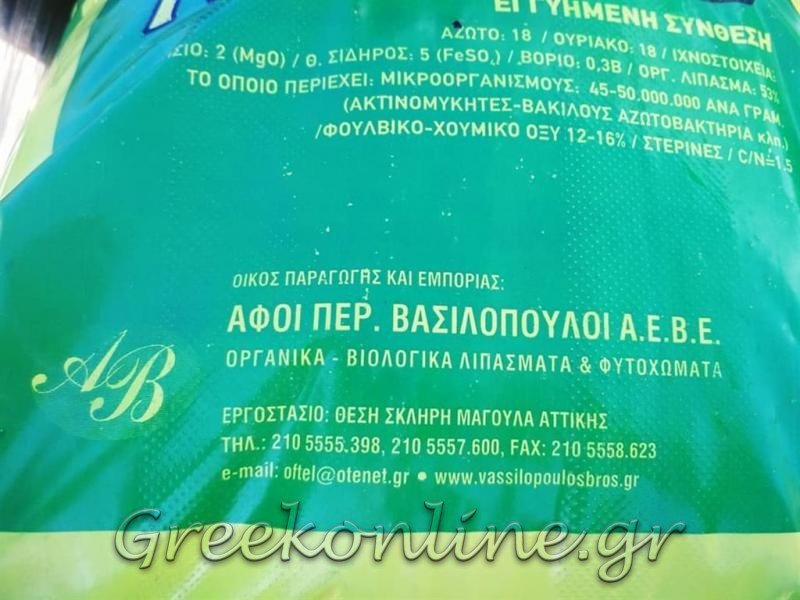 ΕΓΓΥΗΜΕΝΗ ΣΥΝΘΕΣΗ
ΑΖΩΤΟ: 18 / ΟΥΡΙΑΚΟ: 18 / ΙΧΝΟΣΤΟΙΧΕΙΑ:
ΣΙΟ: 2 (MgO) / Θ. ΣΙΔΗΡΟΣ: 5 (FeSO4) / ΒΟΡΙΟ: 0,3Β / ΟΡΓ. ΛΙΠΑΣΜΑ: 53%
ΤΟ ΟΠΟΙΟ ΠΕΡΙΕΧΕΙ: ΜΙΚΡΟΟΡΓΑΝΙΣΜΟΥΣ: 45-50.000.000 ΑΝΑ ΓΡΑΜ.
(ΑΚΤΙΝΟΜΥΚΗΤΕΣ-ΒΑΚΙΛΟΥΣ ΑΖΩΤΟΒΑΚΤΗΡΙΑ κλπ.)
/ΦΟΥΛΒΙΚΟ-ΧΟΥΜΙΚΟ ΟΞΥ 12-16% / ΣΤΕΡΙΝΕΣ / C/N=1.5
ΟΙΚΟΣ ΠΑΡΑΓΩΓΗΣ ΚΑΙ ΕΜΠΟΡΙΑΣ:
ΑΦΟΙ ΠΕΡ. ΒΑΣΙΛΟΠΟΥΛΟΙ Α.Ε.Β.Ε.
ΟΡΓΑΝΙΚΑ - ΒΙΟΛΟΓΙΚΑ ΛΙΠΑΣΜΑΤΑ & ΦΥΤΟΧΩΜΑΤΑ
AB
ΕΡΓΟΣΤΑΣΙΟ: ΘΕΣΗ ΣΚΛΗΡΗ ΜΑΓΟΥΛΑ ΑΤΤΙΚΗΣ
ΤΗΛ.: 210 5555.398, 210 5557.600, FAX: 210 5558.623
e-mail: oftel@otenet.gr • www.vassilopoulosbros.gr
Greekonline.gr